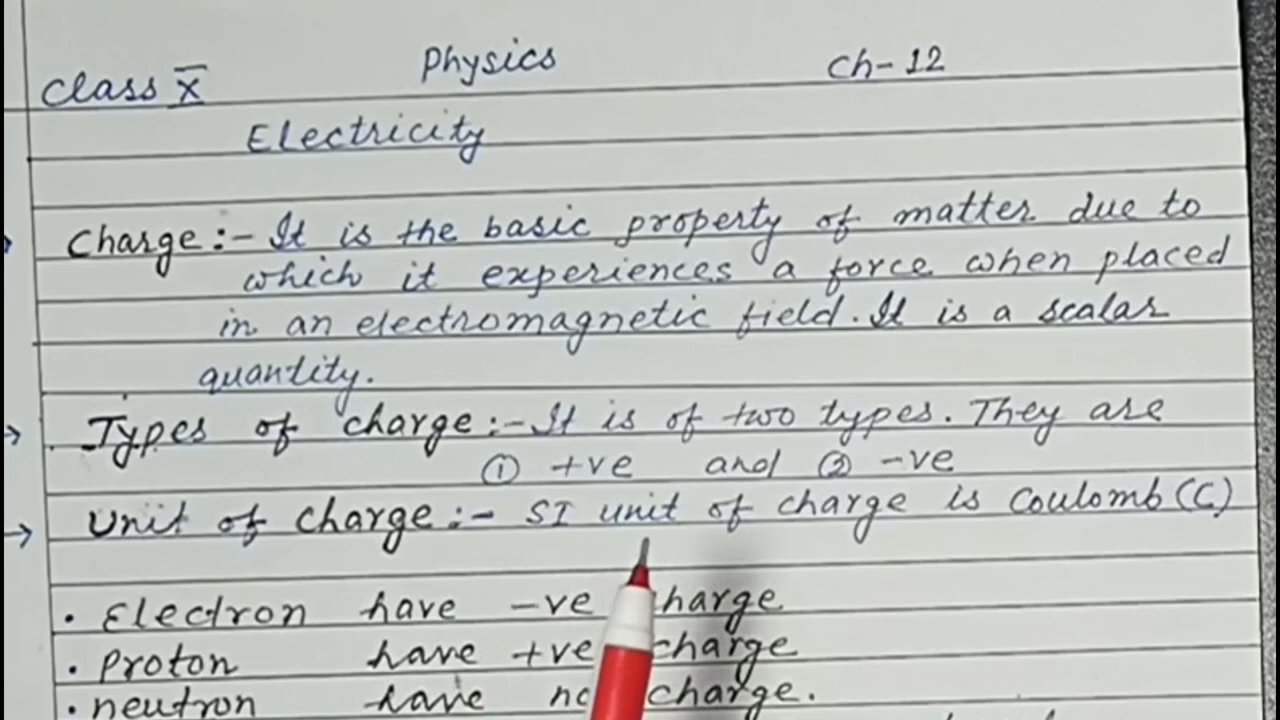 Class X Physics Ch-12
Electricity
Charge:- It is the basic property of matter due to
which it experiences a force when placed
in an electromagnetic field. It is a scalar
quantity.
→ Types of charge:- It is of two types. They are
① +ve and ② -ve
→ Unit of charge:- SI unit of charge is Coulomb (C)
• Electron have -ve charge
• Proton have +ve charge
• neutron have no charge.